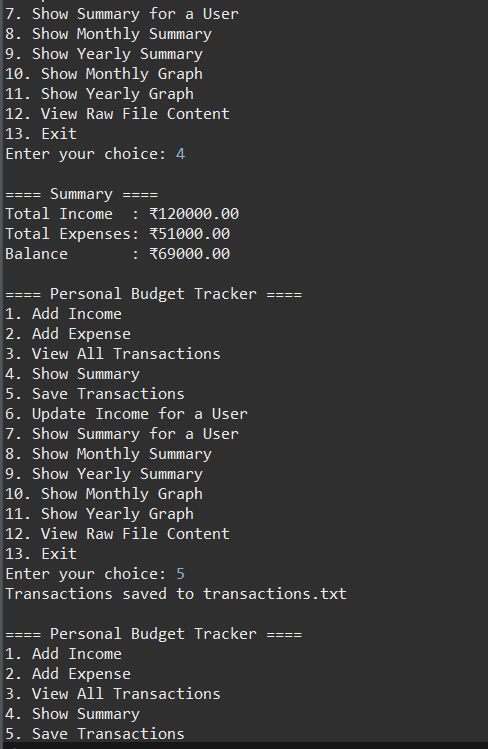 7. Show Summary for a User
8. Show Monthly Summary
9. Show Yearly Summary
10. Show Monthly Graph
11. Show Yearly Graph
12. View Raw File Content
13. Exit
Enter your choice: 4
==== Summary ====
Total Income  : ₹120000.00
Total Expenses: ₹51000.00
Balance       : ₹69000.00
==== Personal Budget Tracker ====
1. Add Income
2. Add Expense
3. View All Transactions
4. Show Summary
5. Save Transactions
6. Update Income for a User
7. Show Summary for a User
8. Show Monthly Summary
9. Show Yearly Summary
10. Show Monthly Graph
11. Show Yearly Graph
12. View Raw File Content
13. Exit
Enter your choice: 5
Transactions saved to transactions.txt
==== Personal Budget Tracker ====
1. Add Income
2. Add Expense
3. View All Transactions
4. Show Summary
5. Save Transactions